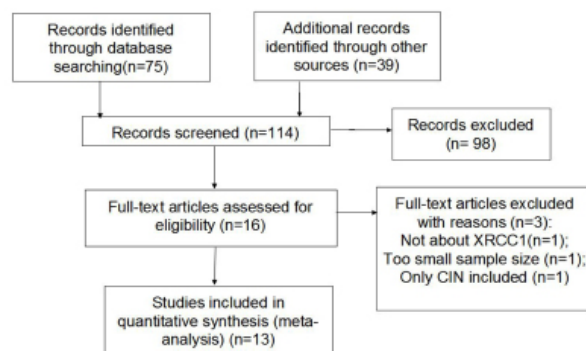 Records identified
through database
searching(n=75)
Additional records
identified through other
sources (n=39)
Records screened (n=114)
Records excluded
(n= 98)
Full-text articles assessed for
eligibility (n=16)
Full-text articles excluded
with reasons (n=3):
Not about XRCC1(n=1);
Too small sample size (n=1);
Only CIN included (n=1)
Studies included in
quantitative synthesis (meta-
analysis) (n=13)